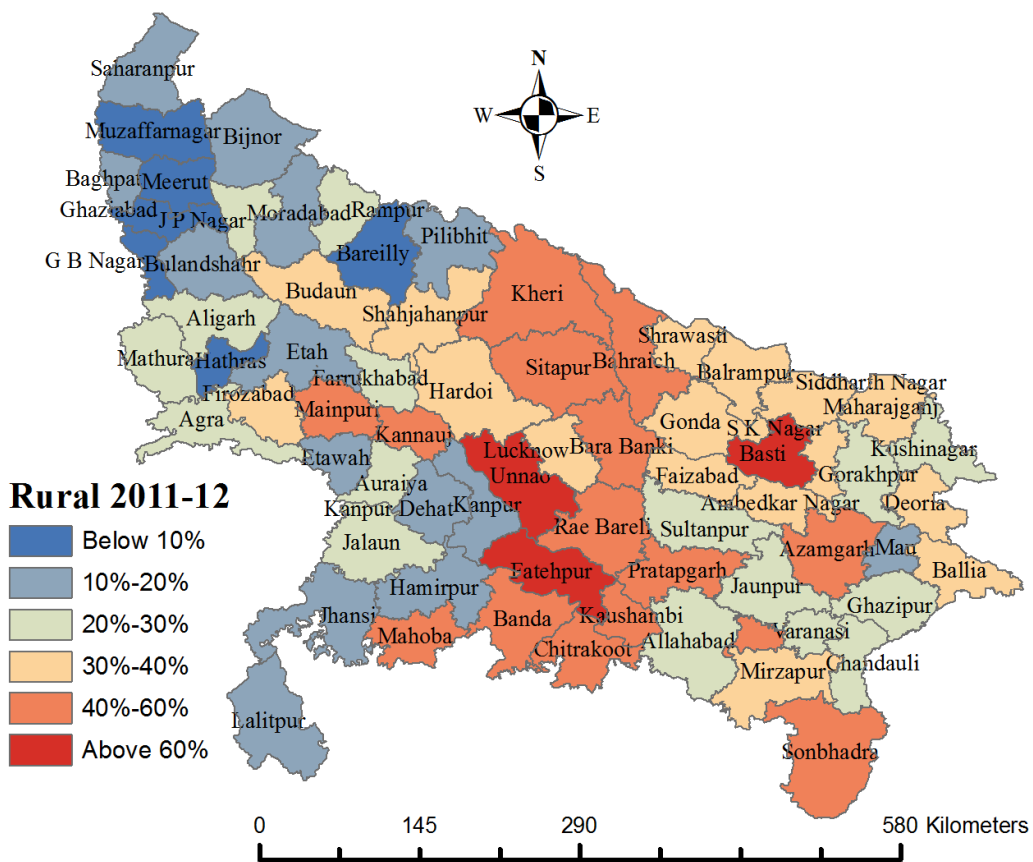 N
W
E
S
Saharanpur
Muzaffarnagar
Bijnor
Baghpat
Meerut
Ghaziabad
J P Nagar
Moradabad
Rampur
G B Nagar
Bulandshahr
Bareilly
Pilibhit
Budaun
Shahjahanpur
Kheri
Aligarh
Mathura
Hathras
Etah
Farrukhabad
Hardoi
Sitapur
Bahraich
Shrawasti
Balrampur
Siddharth Nagar
Maharajganj
Firozabad
Agra
Mainpuri
Kannauj
Gonda
S K Nagar
Basti
Gorakhpur
Kushinagar
Etawah
Auraiya
Lucknow
Bara Banki
Faizabad
Unnao
Ambedkar Nagar
Deoria
Kanpur Dehat
Kanpur
Rae Bareli
Sultanpur
Jalaun
Azamgarh
Mau
Ballia
Fatehpur
Pratapgarh
Jaunpur
Ghazipur
Hamirpur
Jhansi
Mahoba
Banda
Kaushambi
Chitrakoot
Allahabad
Varanasi
Chandauli
Mirzapur
Lalitpur
Sonbhadra
Rural 2011-12
Below 10%
10%-20%
20%-30%
30%-40%
40%-60%
Above 60%
0 145 290 580 Kilometers